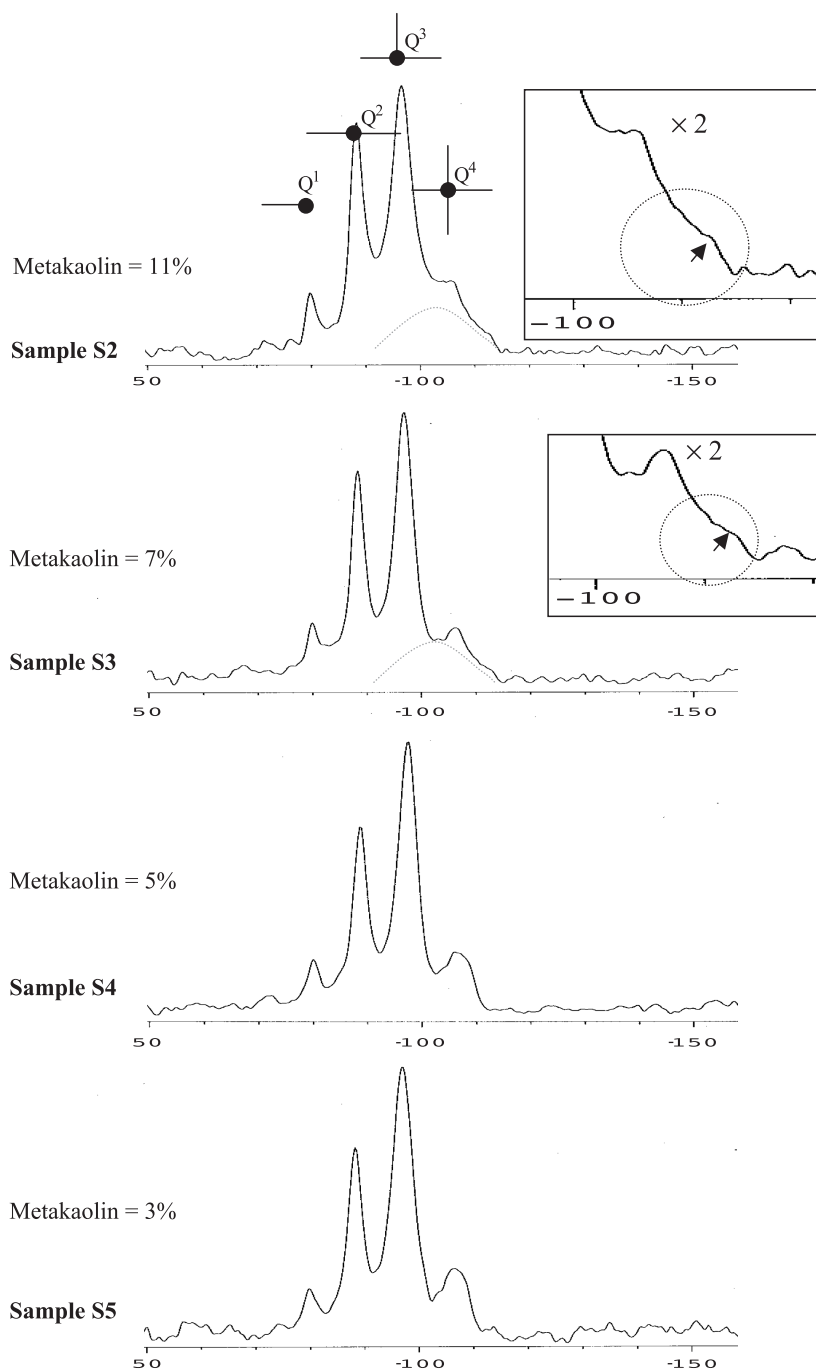 Q3
Q2
Q4
Q1
× 2
Metakaolin = 11%
-100
Sample S2
50 -100 -150
× 2
Metakaolin = 7%
-100
Sample S3
50 -100 -150
Metakaolin = 5%
Sample S4
50 -100 -150
Metakaolin = 3%
Sample S5
50 -100 -150